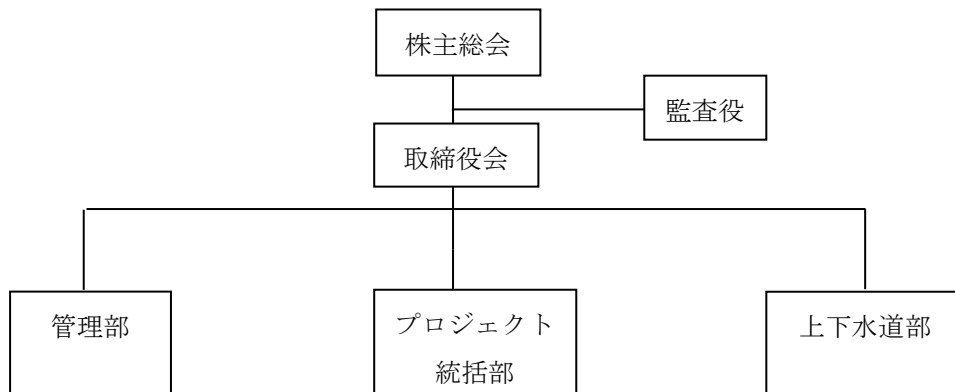 株主総会
監査役
取締役会
管理部
プロジェクト
統括部
上下水道部